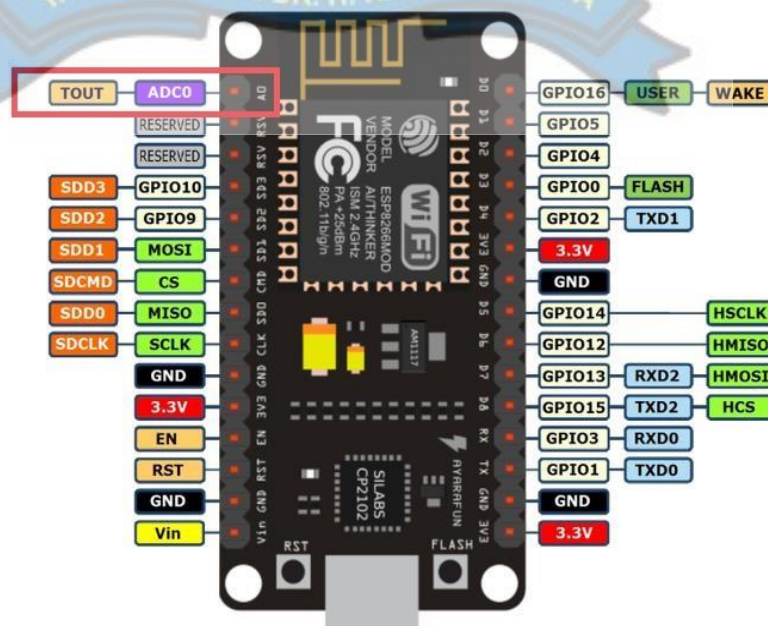 TOUT ADC0 A0 D0 GPIO16 USER WAKE
RESERVED RSV D1 GPIO5
RESERVED RSV D2 GPIO4
SDD3 GPIO10 SD3 D3 GPIO0 FLASH
SDD2 GPIO9 SD2 D4 GPIO2 TXD1
SDD1 MOSI SD1 3V3 3.3V
SDCMD CS CMD GND GND
SDD0 MISO SD0 D5 GPIO14 HSCLK
SDCLK SCLK CLK D6 GPIO12 HMISO
GND GND D7 GPIO13 RXD2 HMOSI
3.3V 3V3 D8 GPIO15 TXD2 HCS
EN EN RX GPIO3 RXD0
RST RST TX GPIO1 TXD0
GND GND GND GND
Vin Vin 3V3 3.3V
MODEL ESP8266MOD
VENDOR AI/THINKER
ISM 2.4GHz
PA +25dBm
802.11b/g/n
FC
Wi Fi
AM1117
SILABS
CP2102
AYARAFUN
RST FLASH